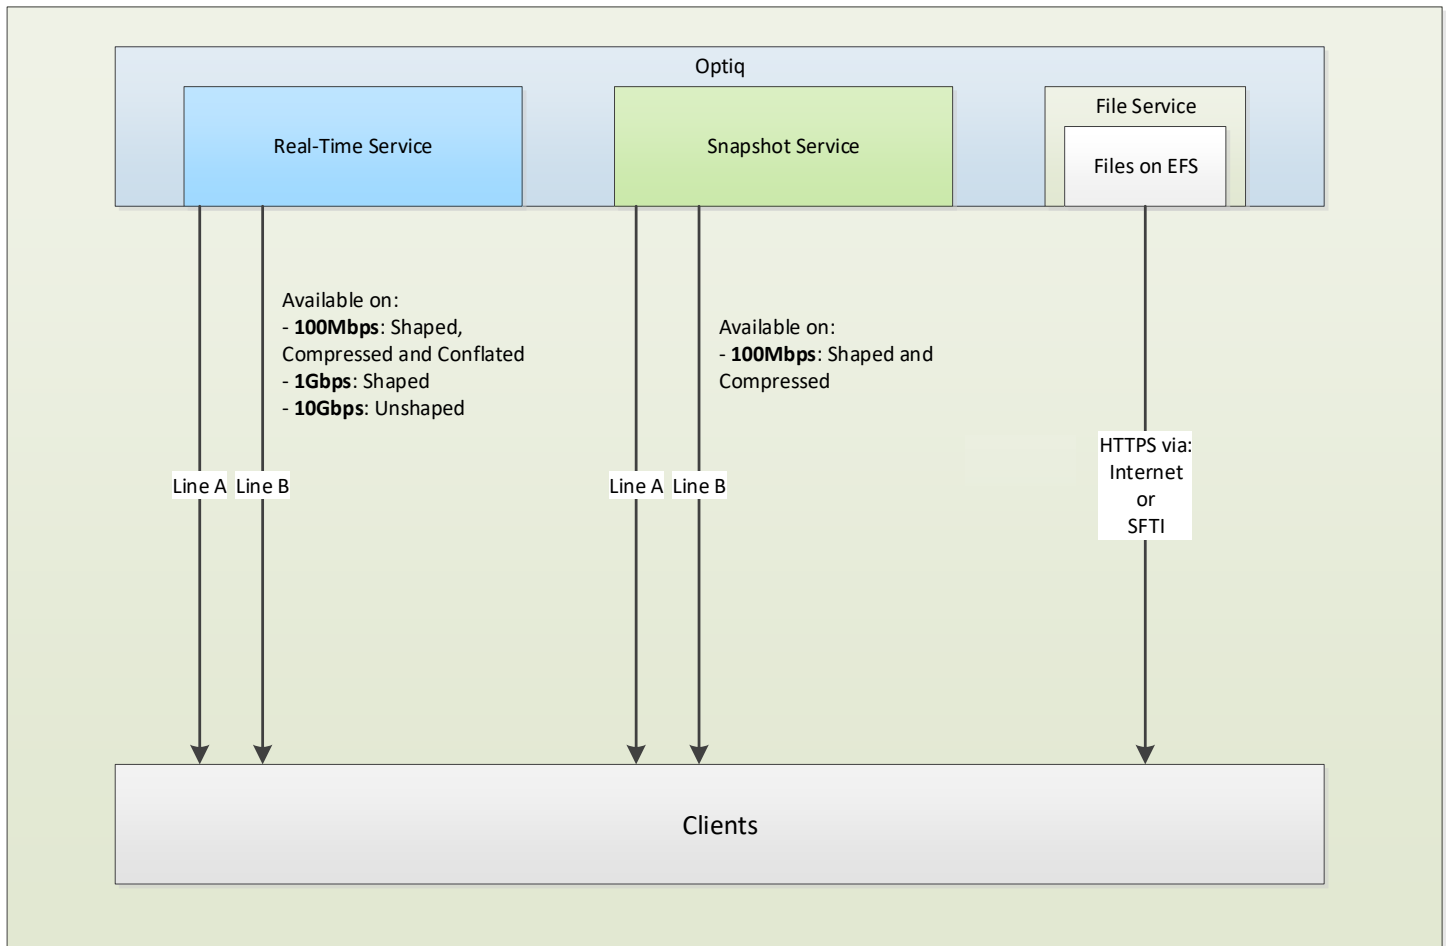 Optiq
Real-Time Service
Snapshot Service
File Service
Files on EFS
Available on:
- 100Mbps: Shaped,
Compressed and Conflated
- 1Gbps: Shaped
- 10Gbps: Unshaped
Available on:
- 100Mbps: Shaped and
Compressed
Line A
Line B
Line A
Line B
HTTPS via:
Internet
or
SFTI
Clients